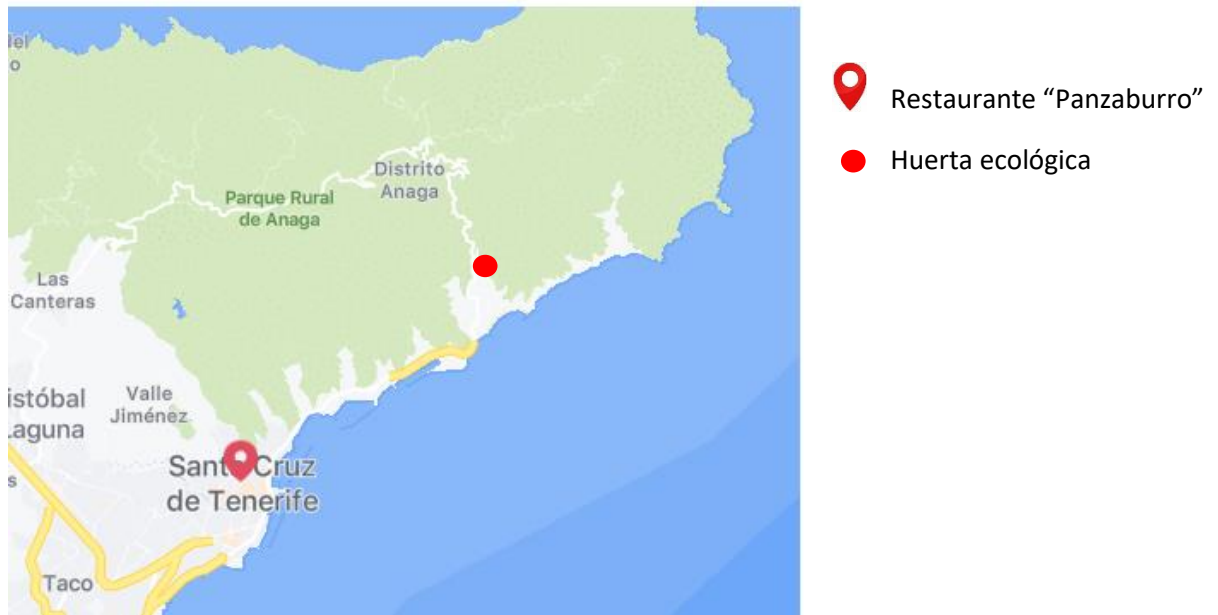 Distrito
Anaga
Parque Rural
de Anaga
Las
Canteras
Valle
Jiménez
istóbal
Laguna
Santa Cruz
de Tenerife
s
Taco
Restaurante “Panzaburro”
Huerta ecológica